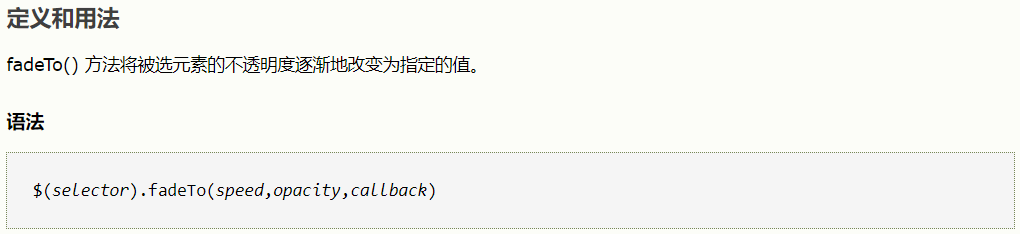 定义和用法
fadeTo() 方法将被选元素的不透明度逐渐地改变为指定的值。
语法
$(selector).fadeTo(speed,opacity,callback)